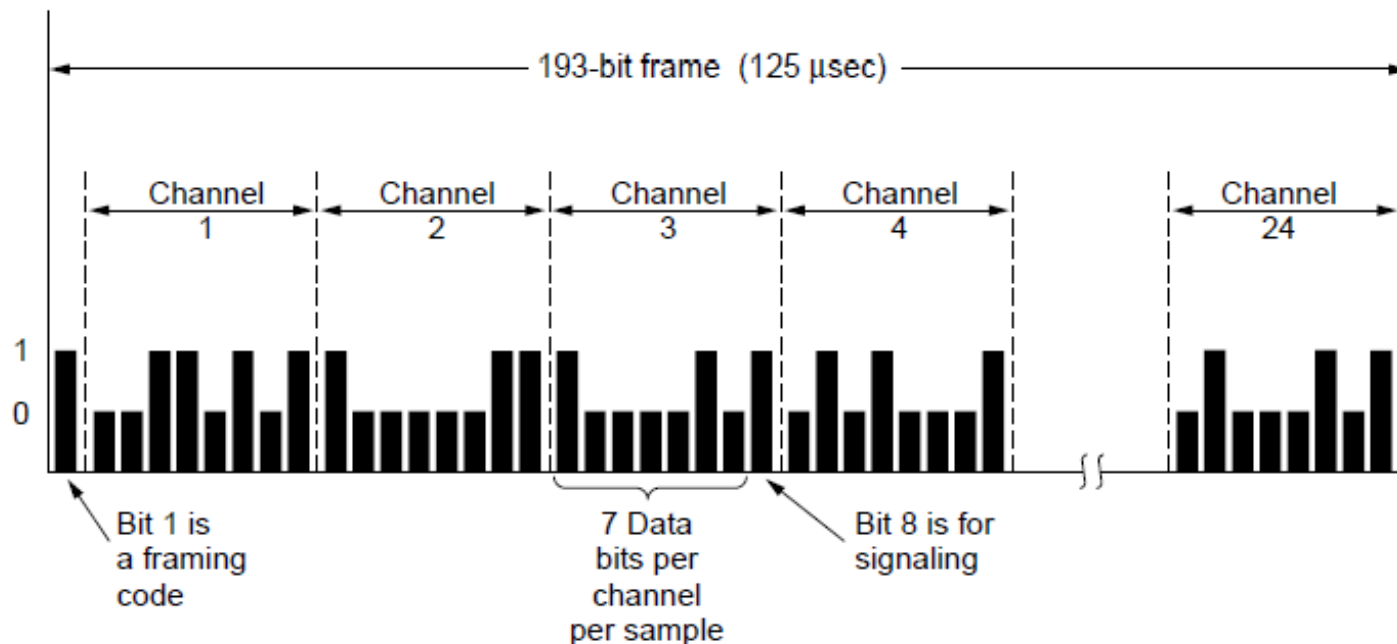 193-bit frame (125 μsec)
Channel
1
Channel
2
Channel
3
Channel
4
Channel
24
1
0
Bit 1 is
a framing
code
7 Data
bits per
channel
per sample
Bit 8 is for
signaling